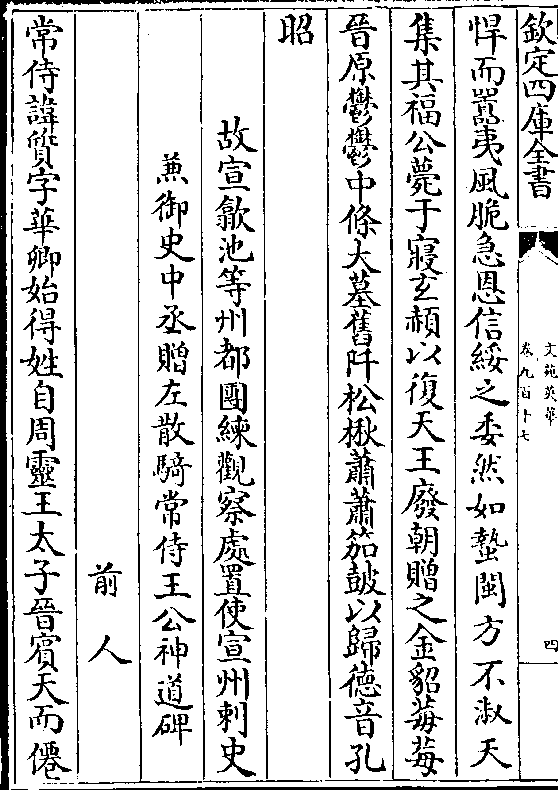 欽定四庫全書
文苑英華
卷九百十七
四
悍而嚚夷風脆急恩信綏之委然如蟄閩方不淑天
集其福公薨于寢玄頳以復天王廢朝贈之金貂莓莓
晉原鬱鬱中條大墓舊阡松楸蕭蕭笳鼓以歸德音孔
昭
故宣歙池等州都團練觀察處置使宣州刺史
兼御史中丞贈左散騎常侍王公神道碑
前人
常侍諱質字華卿始得姓自周靈王太子晉賓天而僊